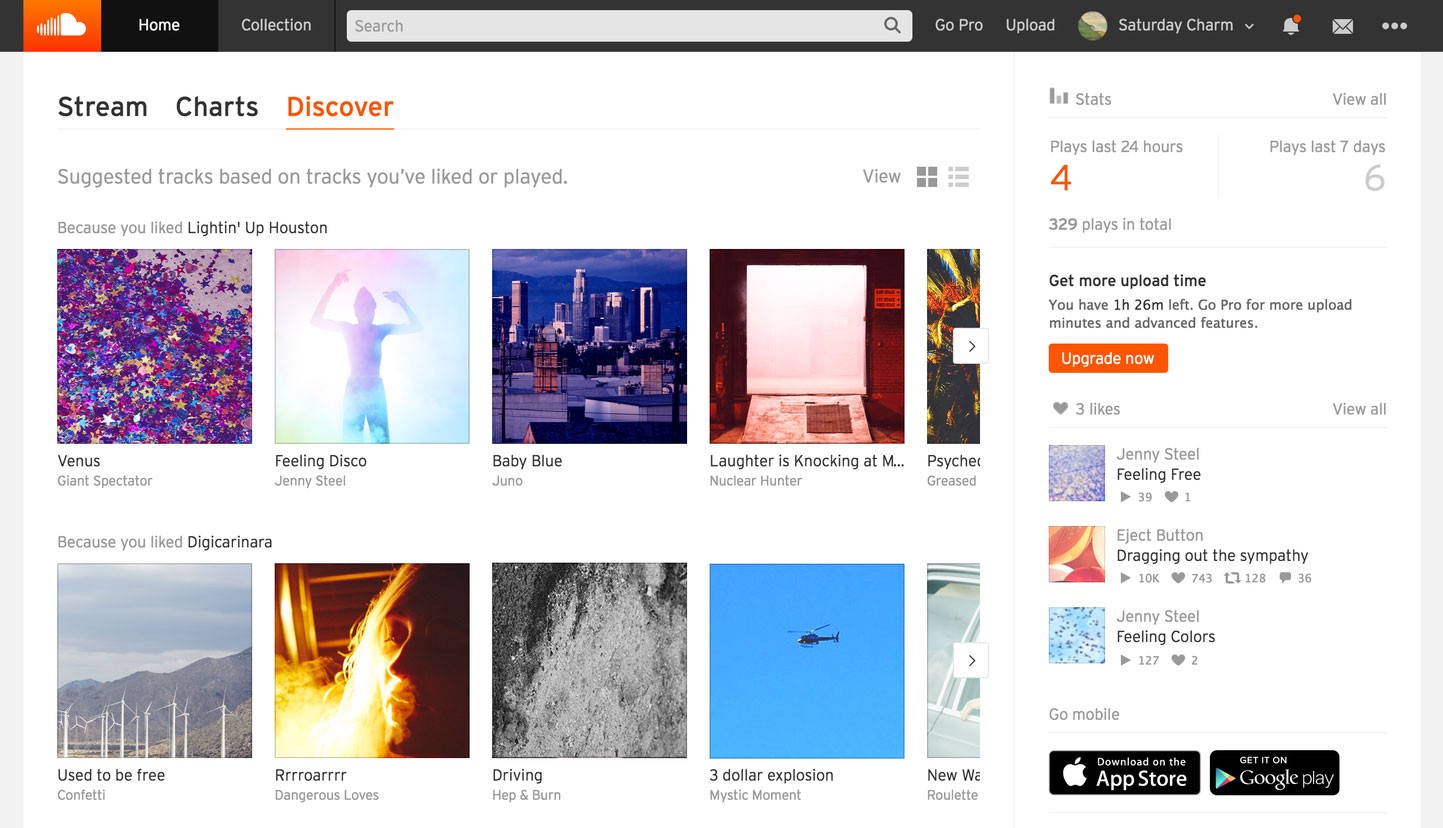 Home
Collection
Search
Go Pro
Upload
Saturday Charm
Stream Charts Discover
Suggested tracks based on tracks you've liked or played.
View
Because you liked Lightin' Up Houston
Venus
Giant Spectator
Feeling Disco
Jenny Steel
Baby Blue
Juno
Laughter is Knocking at M...
Nuclear Hunter
Psyched
Greased
Because you liked Digicarinara
Used to be free
Confetti
Rrrroarrrr
Dangerous Loves
Driving
Hep & Burn
3 dollar explosion
Mystic Moment
New Wa
Roulette
Stats
View all
Plays last 24 hours
4
Plays last 7 days
6
329 plays in total
Get more upload time
You have 1h 26m left. Go Pro for more upload
minutes and advanced features.
Upgrade now
3 likes
View all
Jenny Steel
Feeling Free
39 1
Eject Button
Dragging out the sympathy
10K 743 128 36
Jenny Steel
Feeling Colors
127 2
Go mobile
Download on the
App Store
GET IT ON
Google play